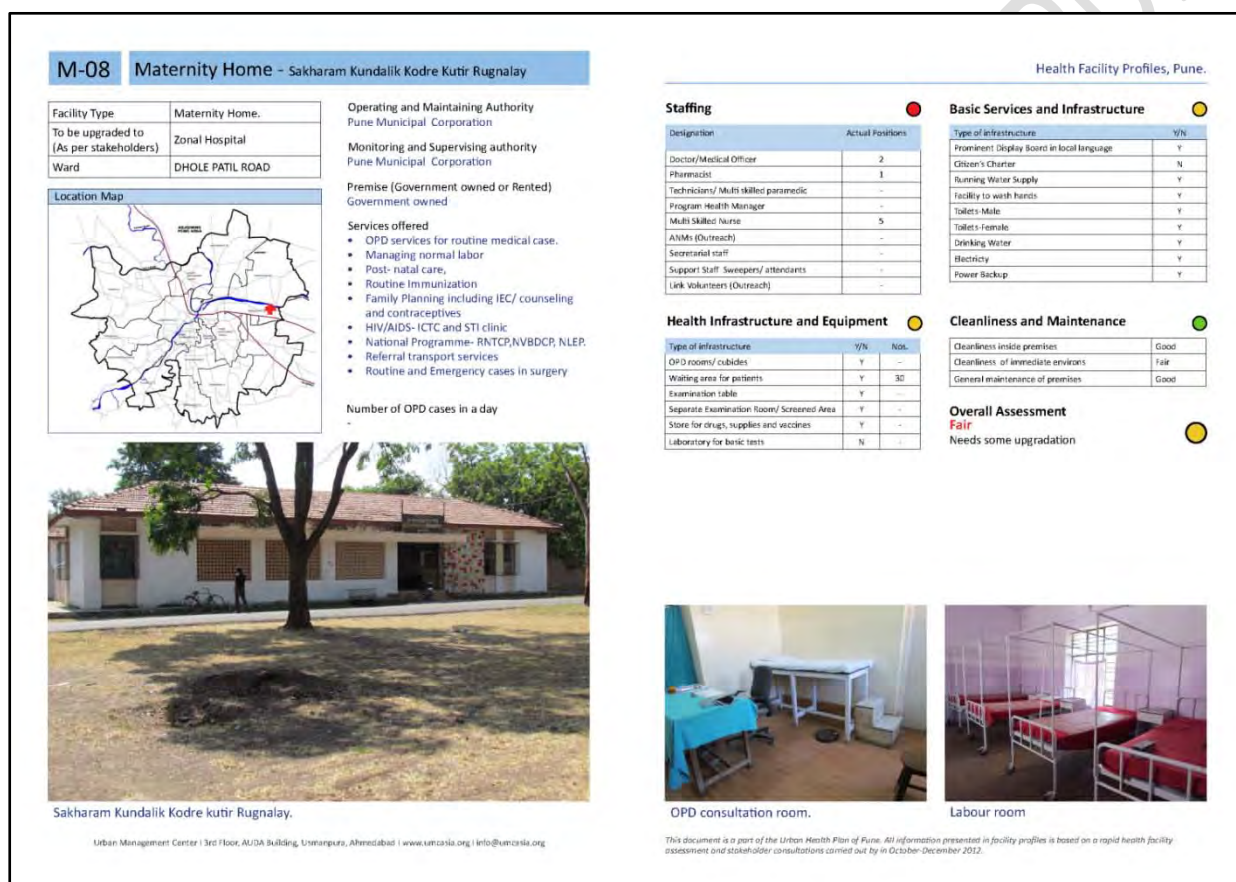 M-08 Maternity Home - Sakharam Kundalik Kodre Kutir Rugnalay
Facility Type Maternity Home.
To be upgraded to
(As per stakeholders) Zonal Hospital
Ward DHOLE PATIL ROAD
Location Map
Operating and Maintaining Authority
Pune Municipal Corporation
Monitoring and Supervising authority
Pune Municipal Corporation
Premise (Government owned or Rented)
Government owned
Services offered
• OPD services for routine medical case.
• Managing normal labor
• Post- natal care,
• Routine Immunization
• Family Planning including IEC/ counseling
and contraceptives
• HIV/AIDS- ICTC and STI clinic
• National Programme- RNTCP,NVBDCP, NLEP.
• Referral transport services
• Routine and Emergency cases in surgery
Number of OPD cases in a day
-
Sakharam Kundalik Kodre kutir Rugnalay.
Urban Management Center I 3rd Floor, AUDA Building, Usmanpura, Ahmedabad I www.umcasia.org I info@umcasia.org
Health Facility Profiles, Pune.
Staffing
Designation Actual Positions
Doctor/Medical Officer 2
Pharmacist 1
Technicians/ Multi skilled paramedic -
Program Health Manager -
Multi Skilled Nurse 5
ANMs (Outreach) -
Secretarial staff -
Support Staff Sweepers/ attendants -
Link Volunteers (Outreach) -
Health Infrastructure and Equipment
Type of infrastructure Y/N Nos.
OPD rooms/ cubicles Y -
Waiting area for patients Y 30
Examination table Y -
Separate Examination Room/ Screened Area Y -
Store for drugs, supplies and vaccines Y -
Laboratory for basic tests N -
Basic Services and Infrastructure
Type of infrastructure Y/N
Prominent Display Board in local language Y
Citizen's Charter N
Running Water Supply Y
Facility to wash hands Y
Toilets-Male Y
Toilets-Female Y
Drinking Water Y
Electricty Y
Power Backup Y
Cleanliness and Maintenance
Cleanliness inside premises Good
Cleanliness of immediate environs Fair
General maintenance of premises Good
Overall Assessment
Fair
Needs some upgradation
OPD consultation room.
Labour room
This document is a part of the Urban Health Plan of Pune. All information presented in facility profiles is based on a rapid health facility
assessment and stakeholder consultations carried out by in October-December 2012.